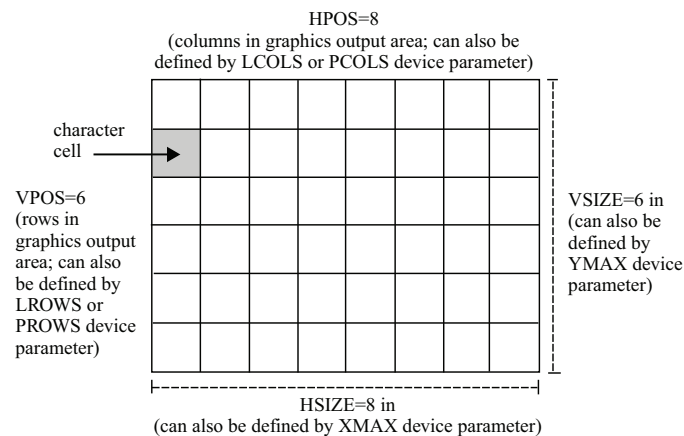 HPOS=8
(columns in graphics output area; can also be
defined by LCOLS or PCOLS device parameter)
character
cell
VPOS=6
(rows in
graphics output
area; can also
be defined by
LROWS or
PROWS device
parameter)
VSIZE=6 in
(can also be
defined by
YMAX device
parameter)
HSIZE=8 in
(can also be defined by XMAX device parameter)